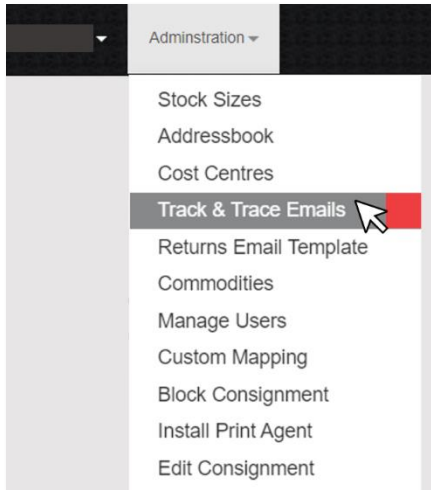 Adminstration
Stock Sizes
Addressbook
Cost Centres
Track & Trace Emails
Returns Email Template
Commodities
Manage Users
Custom Mapping
Block Consignment
Install Print Agent
Edit Consignment